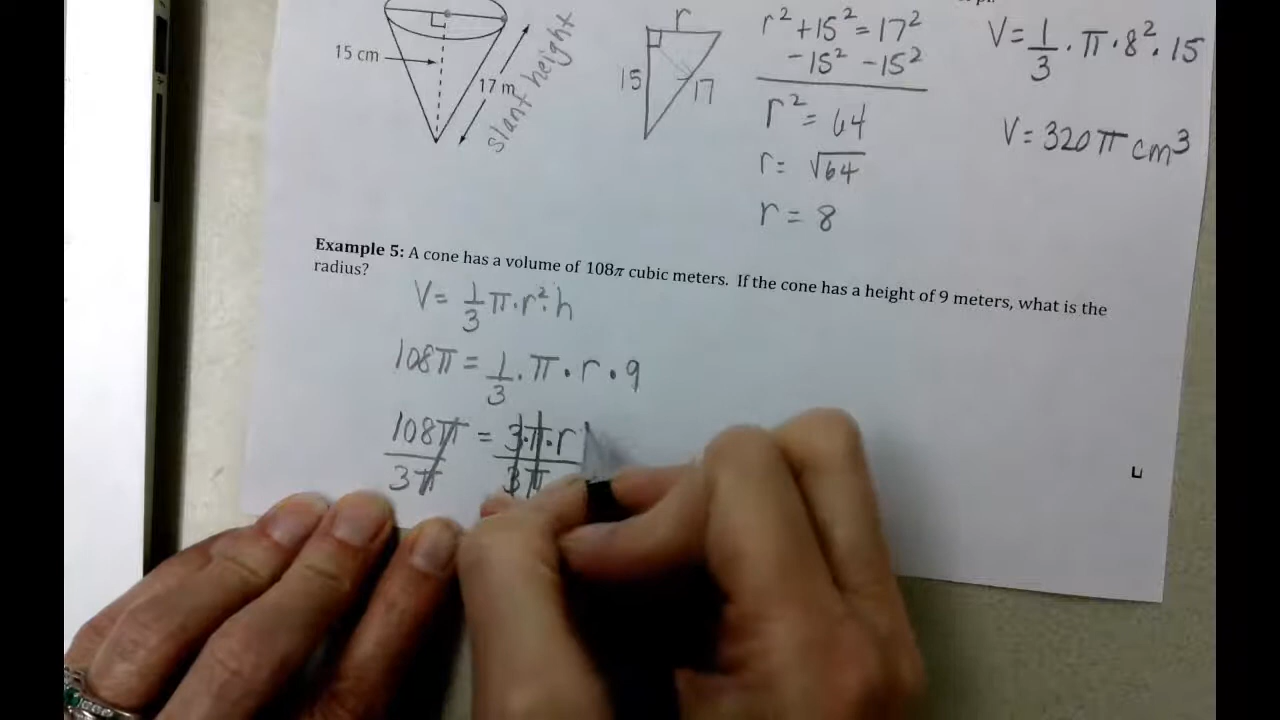 15 cm
17 m
slant height
r
15
17
r² + 15² = 17²
-15² -15²
r² = 64
r = √64
r = 8
V = 1/3 · π · 8² · 15
V = 320π cm³
Example 5: A cone has a volume of 108π cubic meters. If the cone has a height of 9 meters, what is the
radius?
V = 1/3 π · r² · h
108π = 1/3 · π · r · 9
108π/3π = 3 · π · r/3π